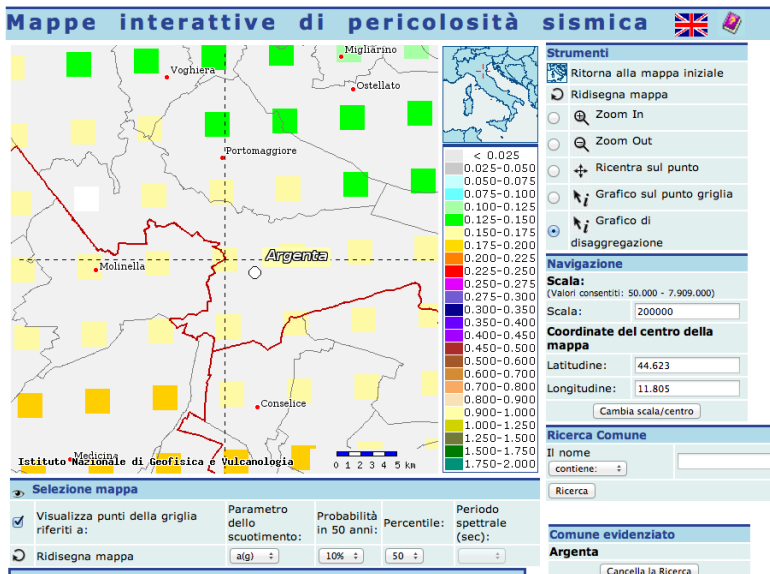 Mappe interattive di pericolosità sismica
Migliarino
Voghiera
Ostellato
Portomaggiore
Argenta
Molinella
Conselice
Medicina
Istituto Nazionale di Geofisica e Vulcanologia
0 1 2 3 4 5 km
< 0.025
0.025-0.050
0.050-0.075
0.075-0.100
0.100-0.125
0.125-0.150
0.150-0.175
0.175-0.200
0.200-0.225
0.225-0.250
0.250-0.275
0.275-0.300
0.300-0.350
0.350-0.400
0.400-0.450
0.450-0.500
0.500-0.600
0.600-0.700
0.700-0.800
0.800-0.900
0.900-1.000
1.000-1.250
1.250-1.500
1.500-1.750
1.750-2.000
Strumenti
Ritorna alla mappa iniziale
Ridisegna mappa
Zoom In
Zoom Out
Ricentra sul punto
Grafico sul punto griglia
Grafico di
disaggregazione
Navigazione
Scala:
(Valori consentiti: 50.000 - 7.909.000)
Scala: 200000
Coordinate del centro della
mappa
Latitudine: 44.623
Longitudine: 11.805
Cambia scala/centro
Ricerca Comune
Il nome
contiene:
Ricerca
Comune evidenziato
Argenta
Cancella la Ricerca
Selezione mappa
Visualizza punti della griglia
riferiti a:
Parametro
dello
scuotimento:
Probabilità
in 50 anni:
Percentile:
Periodo
spettrale
(sec):
Ridisegna mappa
a(g)
10%
50